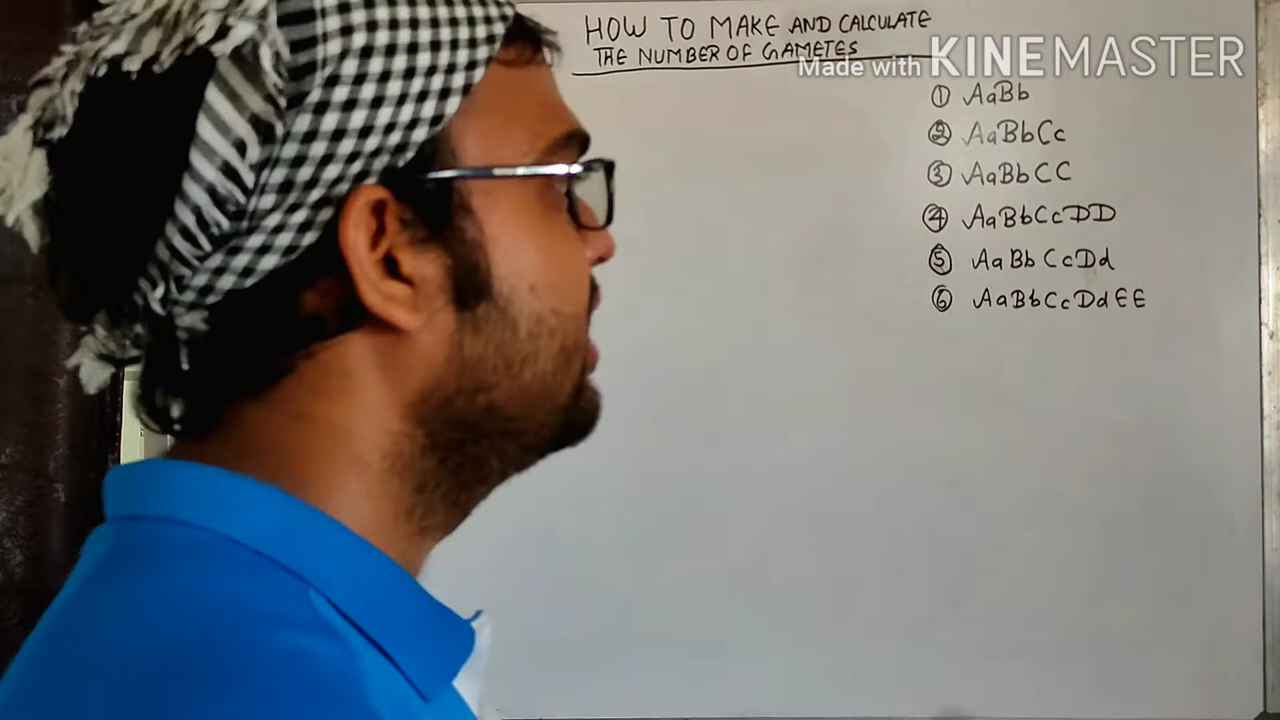 HOW TO MAKE AND CALCULATE
THE NUMBER OF GAMETES
Made with KINEMASTER
① AaBb
② AaBbCc
③ AaBbCC
④ AaBbCcDD
⑤ AaBbCcDd
⑥ AaBbCcDdEE